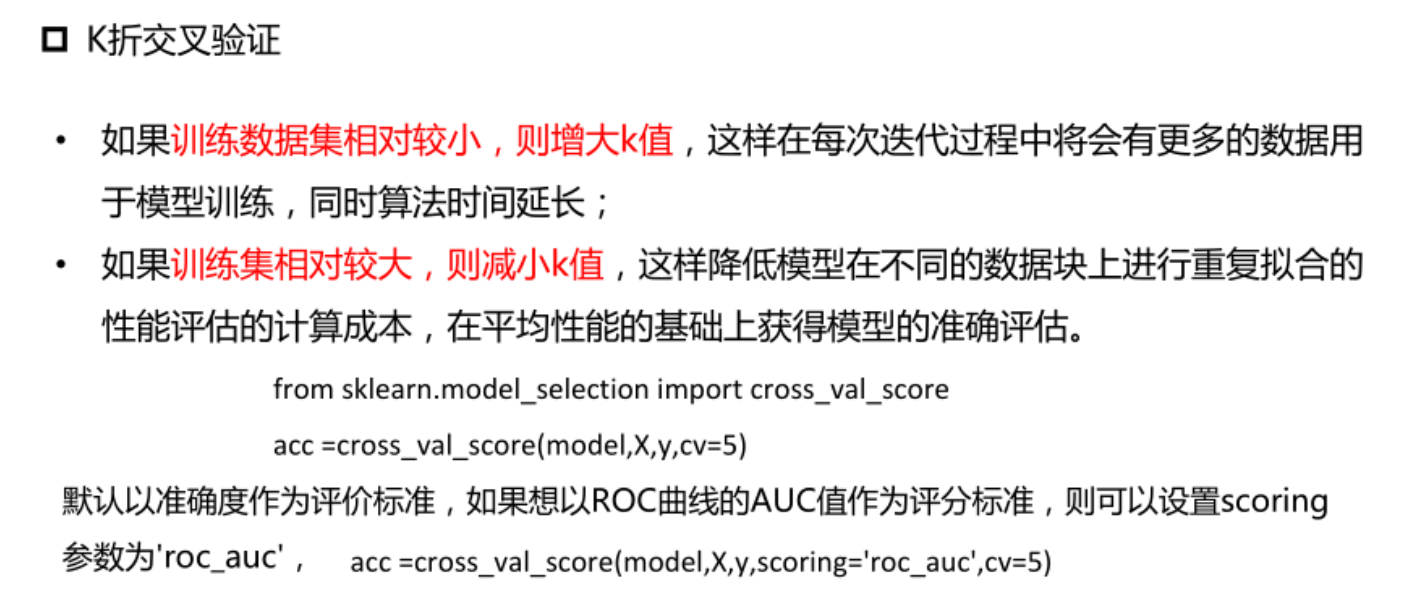 K折交叉验证
• 如果训练数据集相对较小，则增大k值，这样在每次迭代过程中将会有更多的数据用
于模型训练，同时算法时间延长；
• 如果训练集相对较大，则减小k值，这样降低模型在不同的数据块上进行重复拟合的
性能评估的计算成本，在平均性能的基础上获得模型的准确评估。
from sklearn.model_selection import cross_val_score
acc =cross_val_score(model,X,y,cv=5)
默认以准确度作为评价标准，如果想以ROC曲线的AUC值作为评分标准，则可以设置scoring
参数为'roc_auc'， acc =cross_val_score(model,X,y,scoring='roc_auc',cv=5)